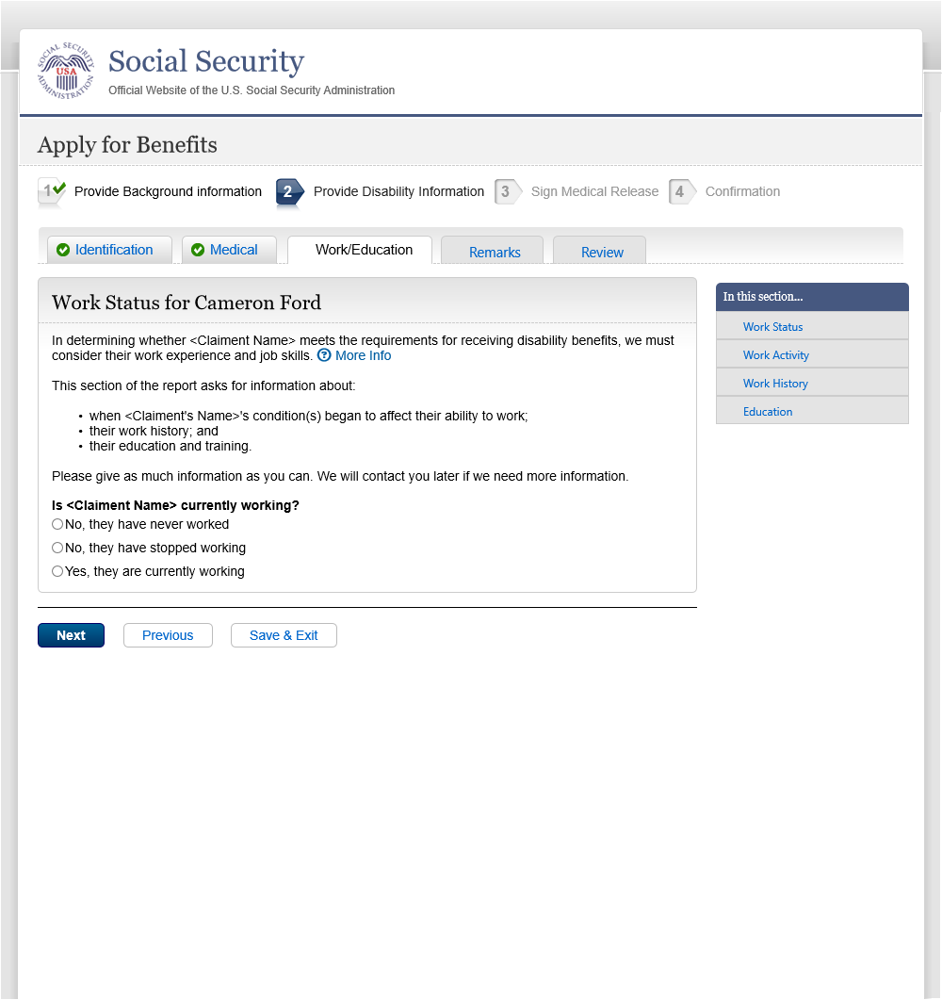 SOCIAL SECURITY ADMINISTRATION
USA
Social Security
Official Website of the U.S. Social Security Administration
Apply for Benefits
1 Provide Background information 2 Provide Disability Information 3 Sign Medical Release 4 Confirmation
Identification Medical Work/Education Remarks Review
Work Status for Cameron Ford
In determining whether <Claiment Name> meets the requirements for receiving disability benefits, we must
consider their work experience and job skills. ? More Info
This section of the report asks for information about:
• when <Claiment's Name>'s condition(s) began to affect their ability to work;
• their work history; and
• their education and training.
Please give as much information as you can. We will contact you later if we need more information.
Is <Claiment Name> currently working?
No, they have never worked
No, they have stopped working
Yes, they are currently working
Next Previous Save & Exit
In this section...
Work Status
Work Activity
Work History
Education